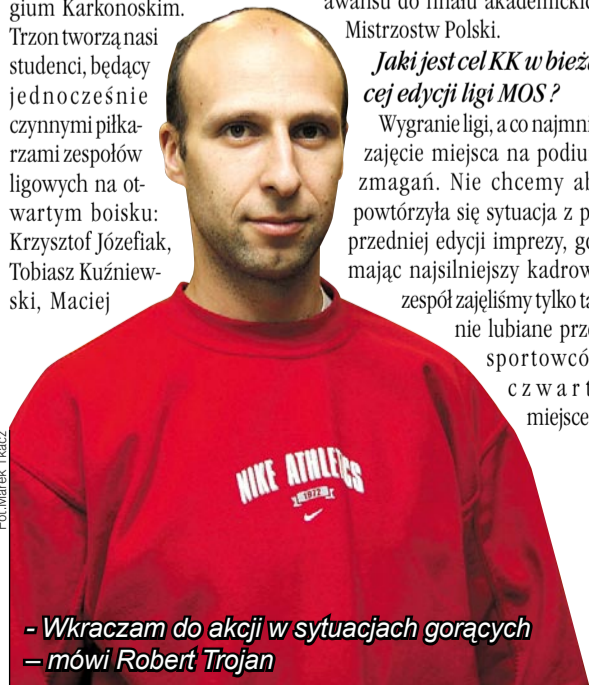 gium Karkonoskim.
Trzon tworzą nasi
studenci, będący
jednocześnie
czynnymi piłka-
rzami zespołów
ligowych na ot-
wartym boisku:
Krzysztof Józefiak,
Tobiasz Kuźniew-
ski, Maciej
awansu do finału akademickic
Mistrzostw Polski.
Jaki jest cel KK w bieżą
cej edycji ligi MOS ?
Wygranie ligi, a co najmni
zajęcie miejsca na podiu
zmagań. Nie chcemy ab
powtórzyła się sytuacja z p
przedniej edycji imprezy, gd
mając najsilniejszy kadrow
zespół zajęliśmy tylko ta
nie lubiane prze
sportowcó
czwart
miejsce
Fot.Marek Tkacz
NIKE ATHLETICS
1972
- Wkraczam do akcji w sytuacjach gorących
– mówi Robert Trojan